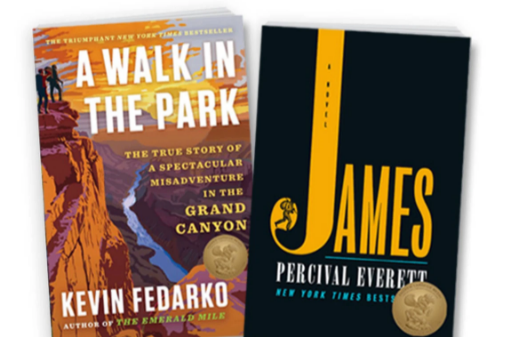 THE TRIUMPHANT NEW YORK TIMES BESTSELLER
A WALK IN
THE PARK
THE TRUE STORY OF
A SPECTACULAR
MISADVENTURE
IN THE
GRAND
CANYON
KEVIN FEDARKO
AUTHOR OF THE EMERALD MILE
A NOVEL
JAMES
PERCIVAL EVERETT
NEW YORK TIMES BESTS